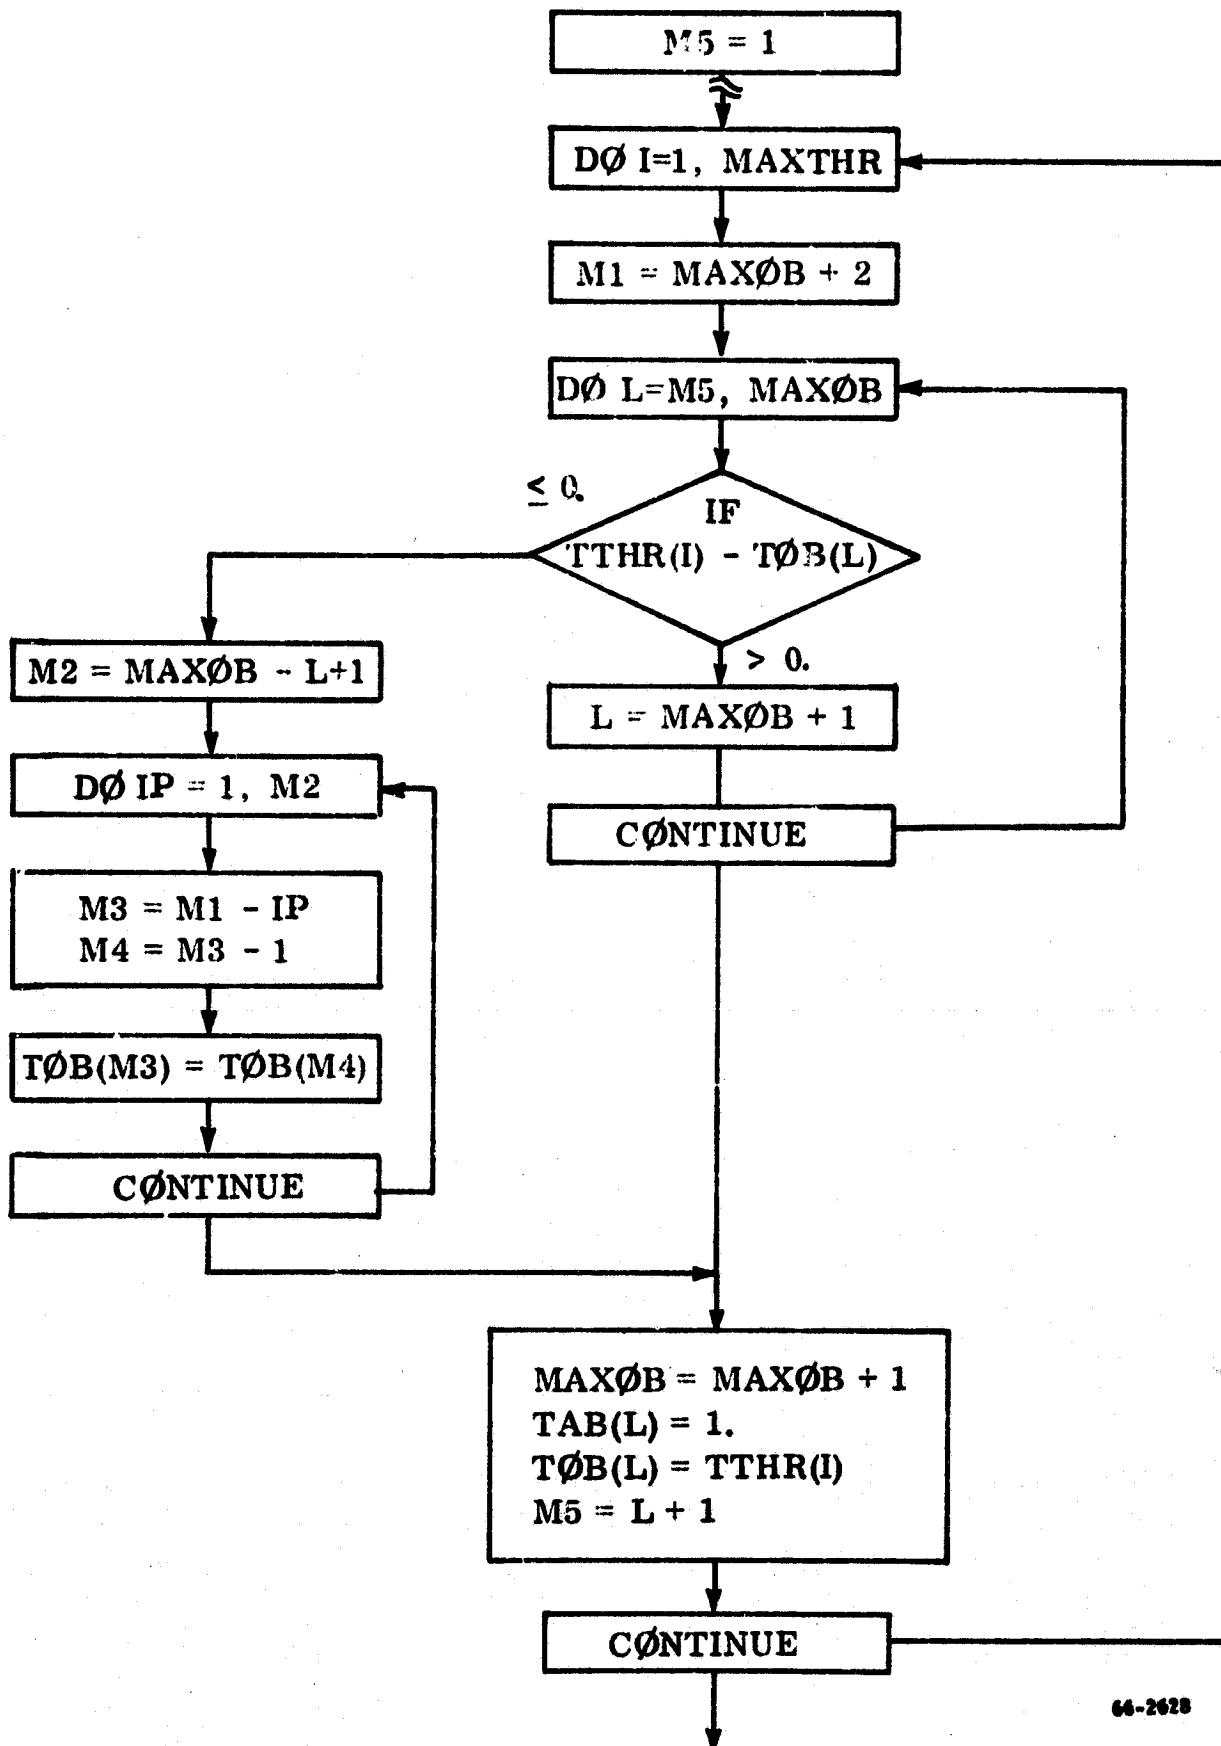 M5 = 1
DØ I=1, MAXTHR
M1 = MAXØB + 2
DØ L=M5, MAXØB
≤ 0.
IF
TTHR(I) - TØB(L)
> 0.
M2 = MAXØB - L+1
L = MAXØB + 1
DØ IP = 1, M2
CØNTINUE
M3 = M1 - IP
M4 = M3 - 1
TØB(M3) = TØB(M4)
CØNTINUE
MAXØB = MAXØB + 1
TAB(L) = 1.
TØB(L) = TTHR(I)
M5 = L + 1
CØNTINUE
66-2628